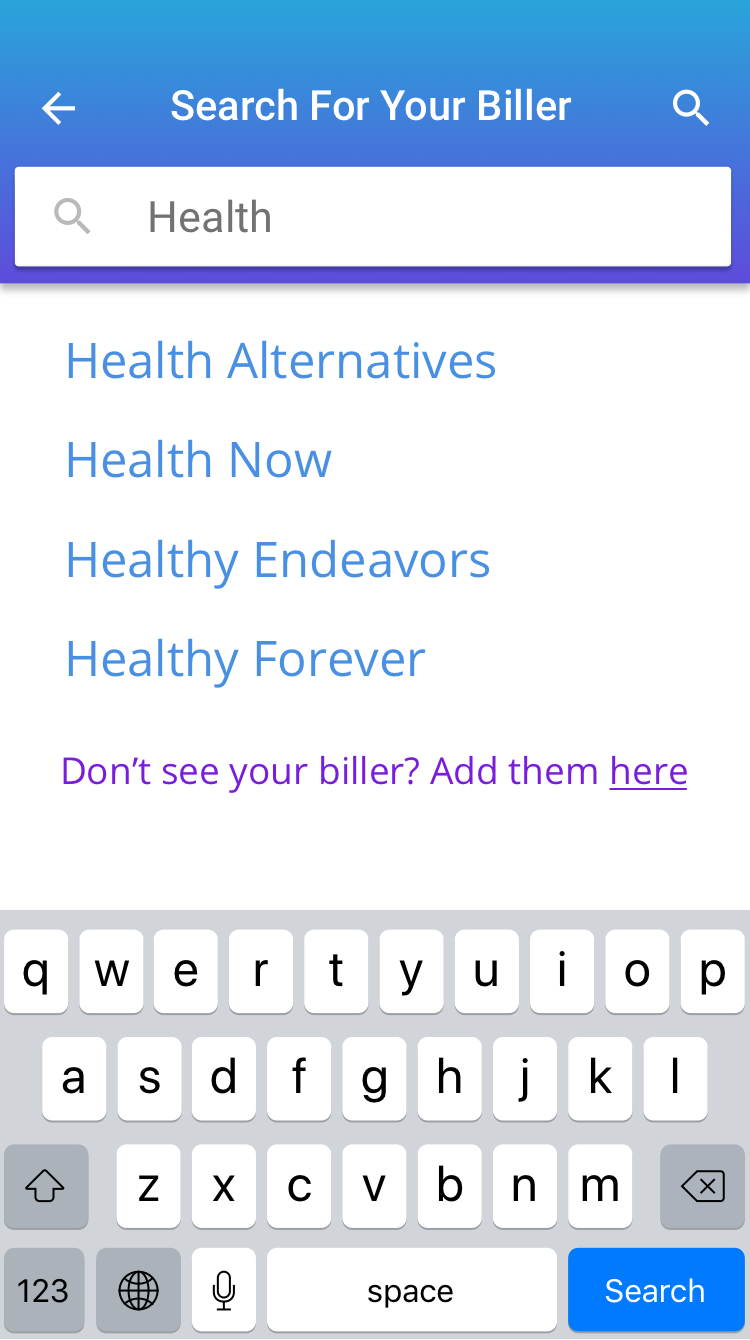 Search For Your Biller
Health
Health Alternatives
Health Now
Healthy Endeavors
Healthy Forever
Don’t see your biller? Add them here
q w e r t y u i o p
a s d f g h j k l
z x c v b n m
123 space Search